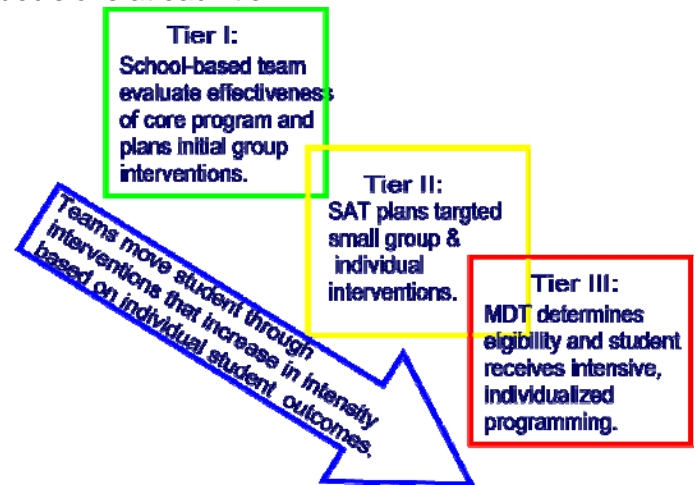 Tier I:
School-based team
evaluate effectiveness
of core program and
plans initial group
interventions.
Tier II:
SAT plans targted
small group &
individual
interventions.
Tier III:
MDT determines
elgibility and student
receives intensive,
individualized
programming.
Teams move student through
interventions that increase in intensity
based on individual student outcomes.